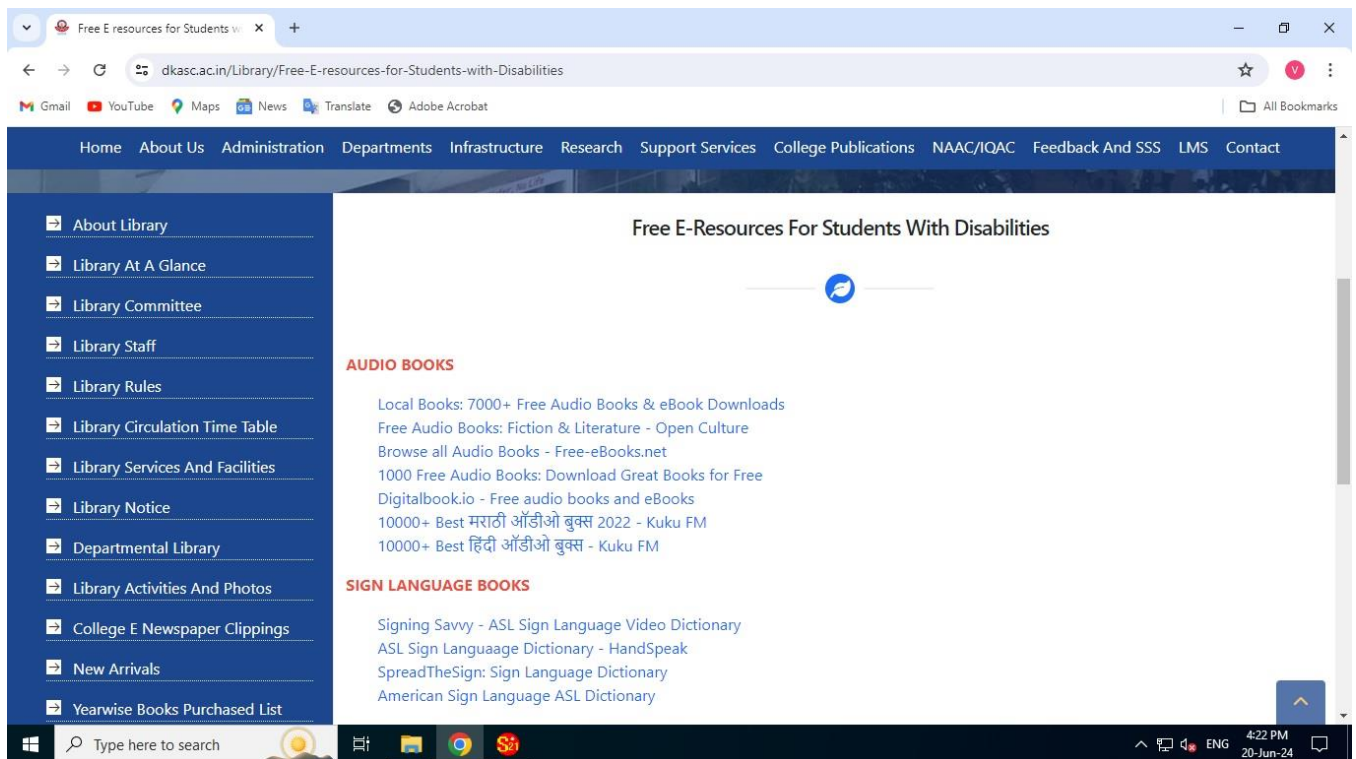 Free E resources for Students w
dkasc.ac.in/Library/Free-E-resources-for-Students-with-Disabilities
V
Gmail YouTube Maps News Translate Adobe Acrobat All Bookmarks
Home About Us Administration Departments Infrastructure Research Support Services College Publications NAAC/IQAC Feedback And SSS LMS Contact
About Library
Library At A Glance
Library Committee
Library Staff
Library Rules
Library Circulation Time Table
Library Services And Facilities
Library Notice
Departmental Library
Library Activities And Photos
College E Newspaper Clippings
New Arrivals
Yearwise Books Purchased List
Free E-Resources For Students With Disabilities
AUDIO BOOKS
Local Books: 7000+ Free Audio Books & eBook Downloads
Free Audio Books: Fiction & Literature - Open Culture
Browse all Audio Books - Free-eBooks.net
1000 Free Audio Books: Download Great Books for Free
Digitalbook.io - Free audio books and eBooks
10000+ Best मराठी ऑडीओ बुक्स 2022 - Kuku FM
10000+ Best हिंदी ऑडीओ बुक्स - Kuku FM
SIGN LANGUAGE BOOKS
Signing Savvy - ASL Sign Language Video Dictionary
ASL Sign Languaage Dictionary - HandSpeak
SpreadTheSign: Sign Language Dictionary
American Sign Language ASL Dictionary
Type here to search
ENG
4:22 PM
20-Jun-24